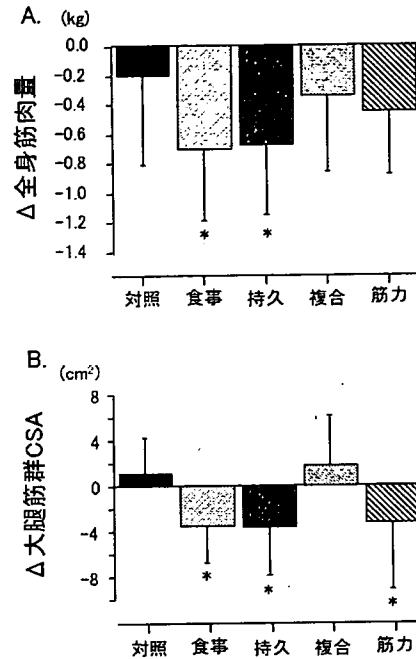 A. (kg)
Δ全身筋肉量
0.0
-0.2
-0.4
-0.6
-0.8
-1.0
-1.2
-1.4
* *
対照 食事 持久 複合 筋力
B. (cm²)
Δ大腿筋群CSA
8
4
0
-4
-8
* * *
対照 食事 持久 複合 筋力